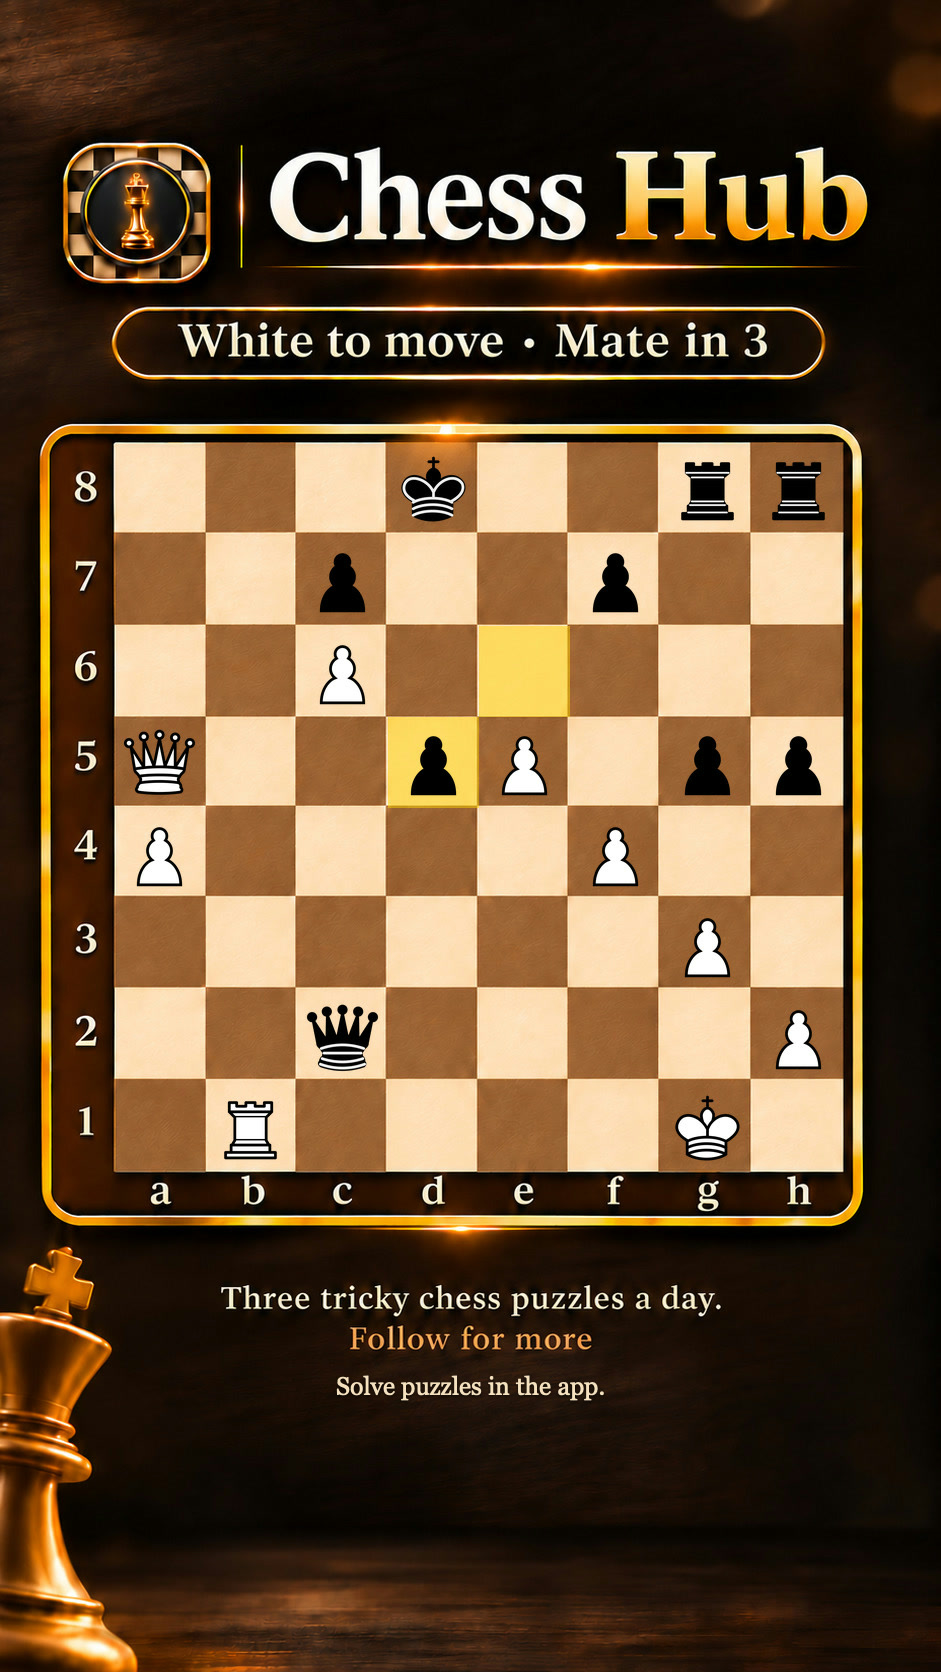 Chess Hub
White to move • Mate in 3
8
7
6
5
4
3
2
1
a b c d e f g h
Three tricky chess puzzles a day.
Follow for more
Solve puzzles in the app.